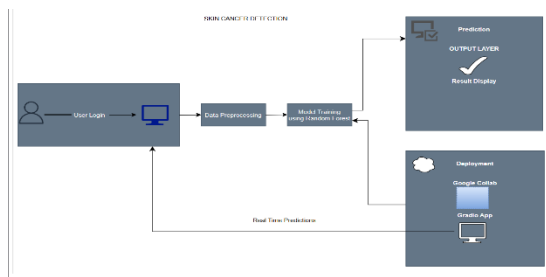 SKIN CANCER DETECTION
Prediction
OUTPUT LAYER
Result Display
User Login
Data Preprocessing
Model Training
using Random Forest
Deployment
Google Collab
Gradio App
Real Time Predictions